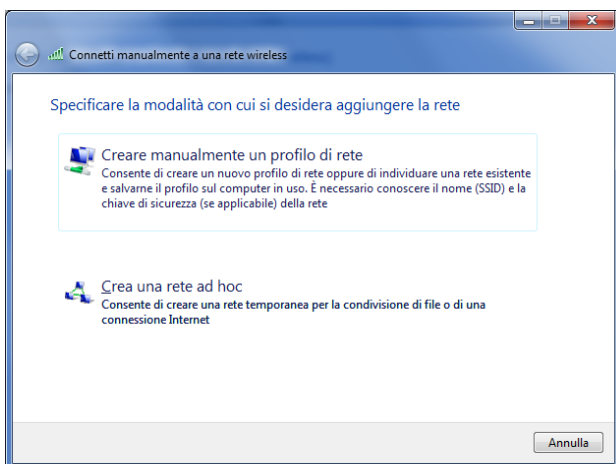 Connetti manualmente a una rete wireless
Specificare la modalità con cui si desidera aggiungere la rete
Creare manualmente un profilo di rete
Consente di creare un nuovo profilo di rete oppure di individuare una rete esistente
e salvarne il profilo sul computer in uso. È necessario conoscere il nome (SSID) e la
chiave di sicurezza (se applicabile) della rete
Crea una rete ad hoc
Consente di creare una rete temporanea per la condivisione di file o di una
connessione Internet
Annulla